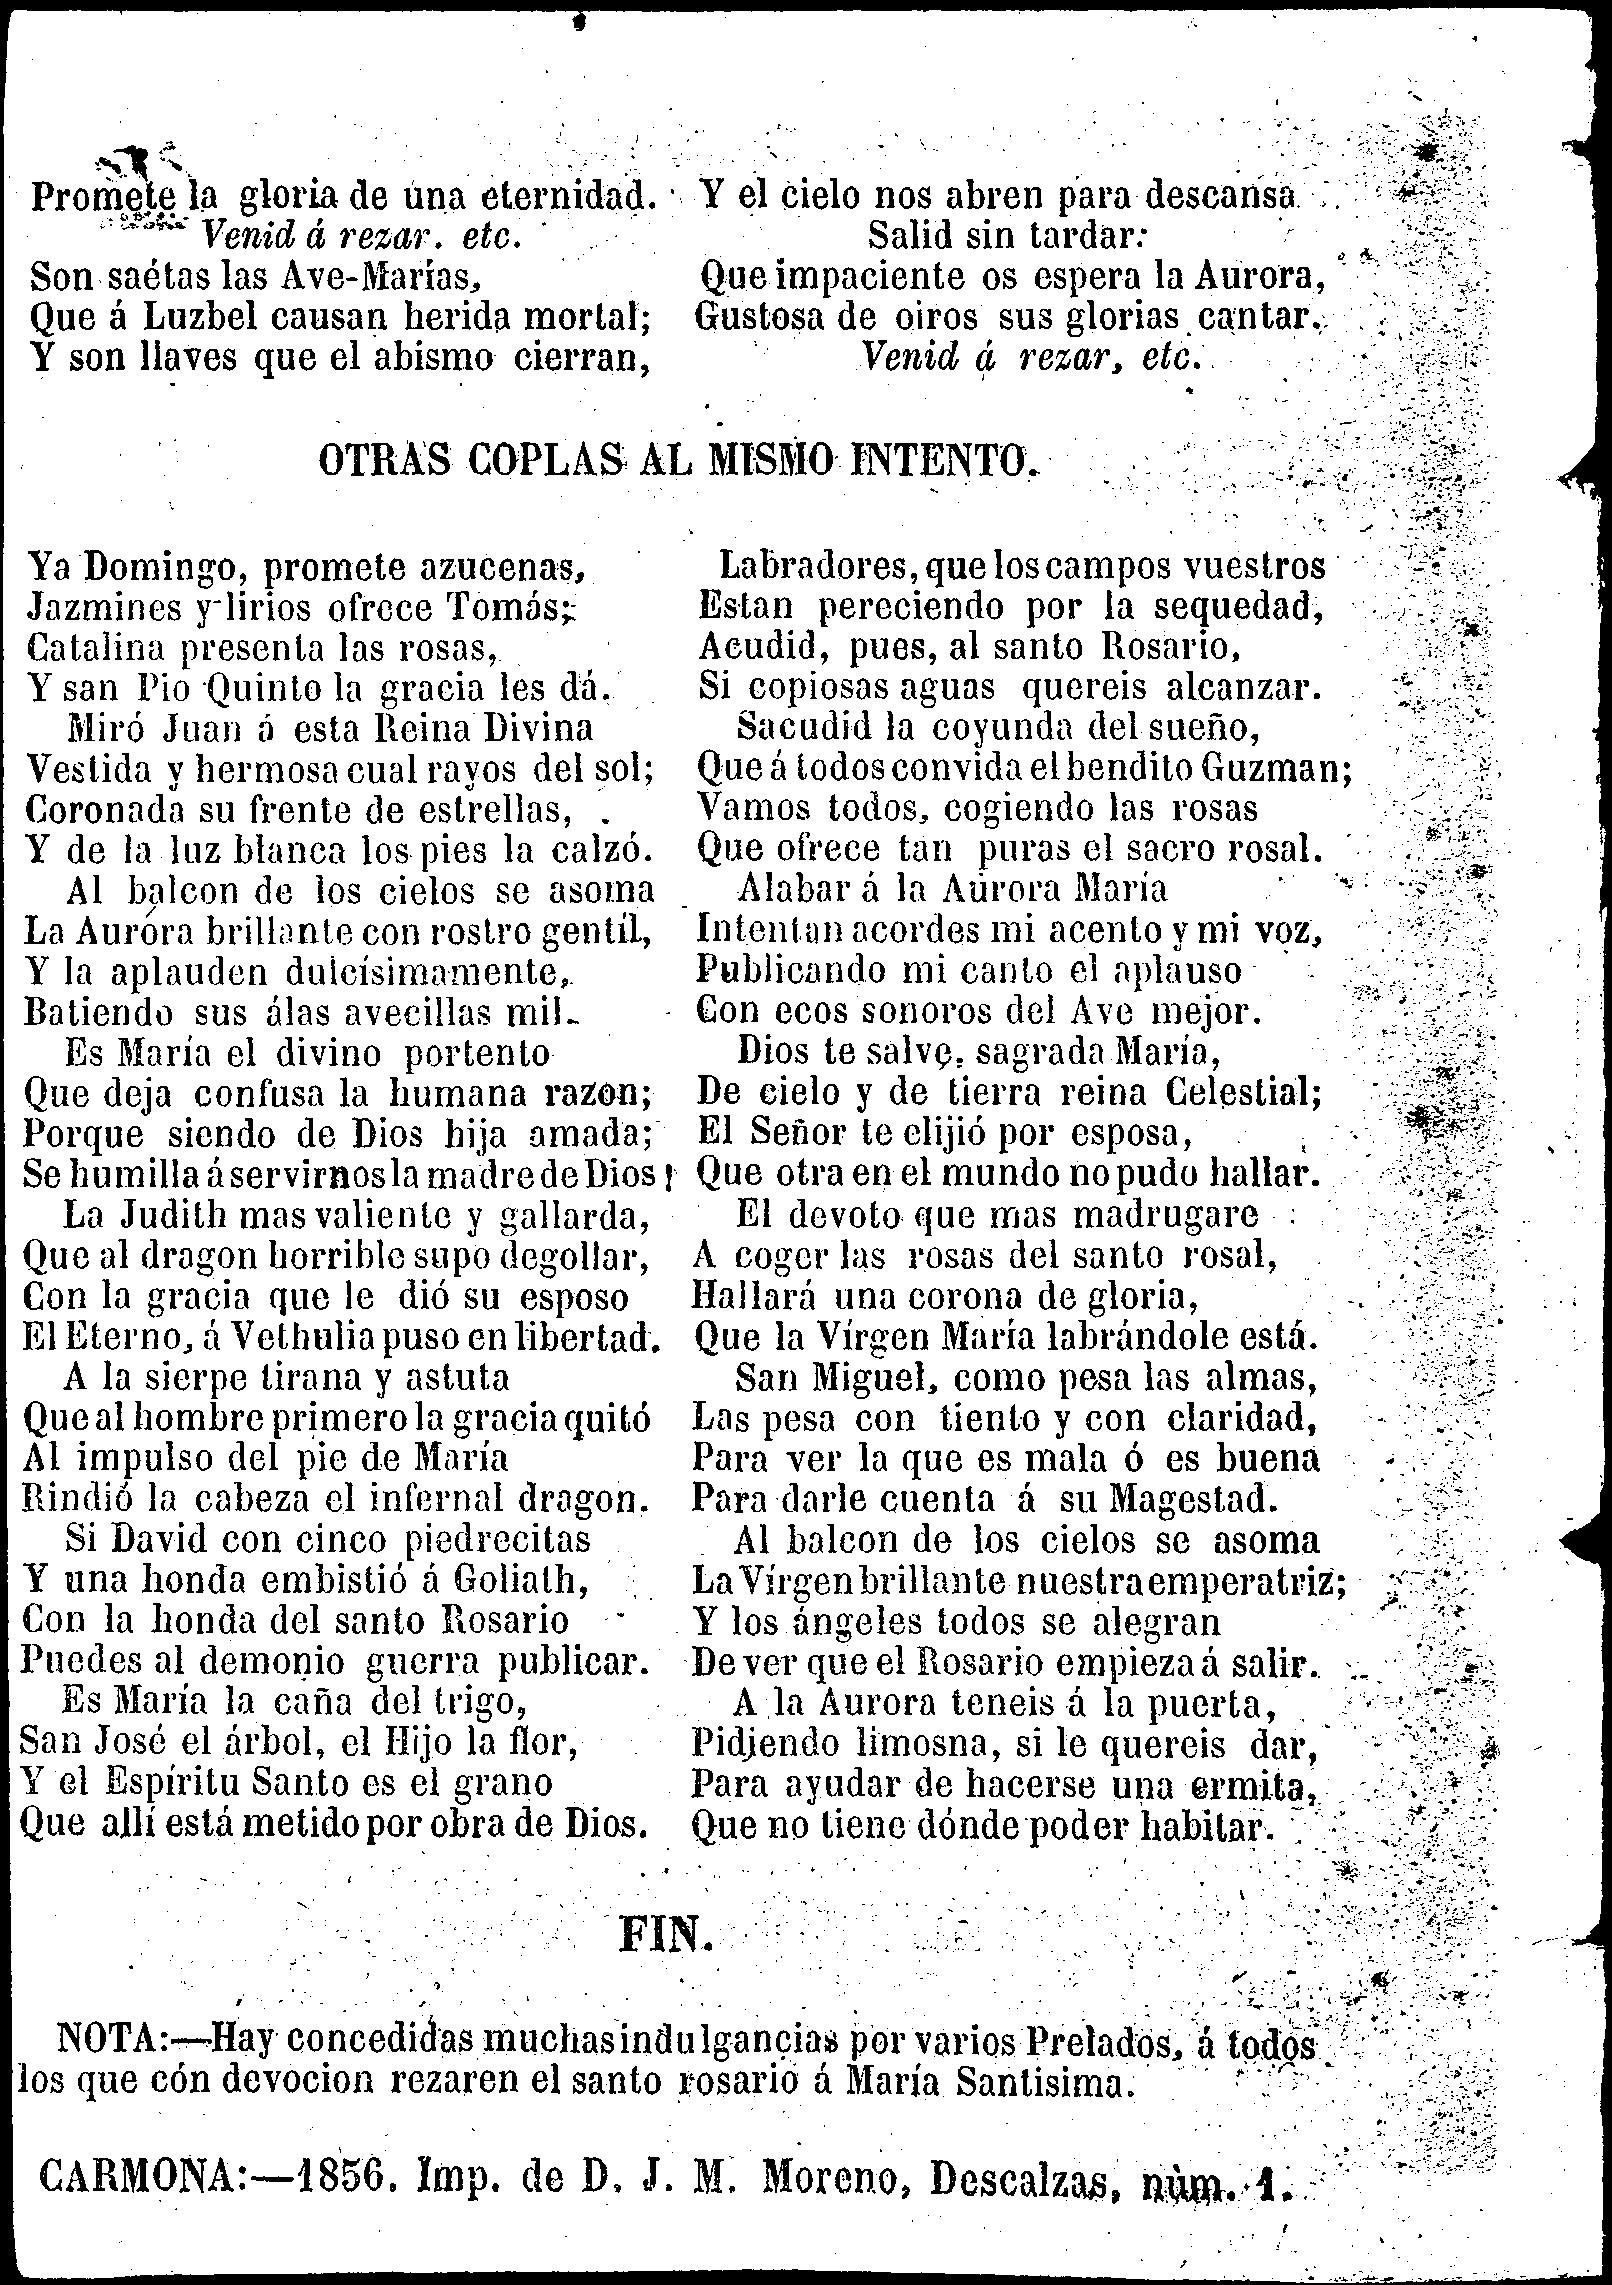 Promete la gloria de una eternidad.
Venid á rezar. etc.
Son saétas las Ave-Marías,
Que á Luzbel causan herida mortal;
Y son llaves que el abismo cierran,
Y el cielo nos abren para descansa
Salid sin tardar:
Que impaciente os espera la Aurora,
Gustosa de oiros sus glorias cantar.
Venid á rezar, etc.
OTRAS COPLAS AL MISMO INTENTO.
Ya Domingo, promete azucenas,
Jazmines y lirios ofrece Tomás;
Catalina presenta las rosas,
Y san Pio Quinto la gracia les dá.
Miró Juan á esta Reina Divina
Vestida y hermosa cual rayos del sol;
Coronada su frente de estrellas,
Y de la luz blanca los pies la calzó.
Al balcon de los cielos se asoma
La Aurora brillante con rostro gentil,
Y la aplauden dulcísimamente,
Batiendo sus álas avecillas mil.
Es María el divino portento
Que deja confusa la humana razon;
Porque siendo de Dios hija amada;
Se humilla á servirnos la madre de Dios!
La Judith mas valiente y gallarda,
Que al dragon horrible supo degollar,
Con la gracia que le dió su esposo
El Eterno, á Vethulia puso en libertad.
A la sierpe tirana y astuta
Que al hombre primero la gracia quitó
Al impulso del pie de María
Rindió la cabeza el infernal dragon.
Si David con cinco piedrecitas
Y una honda embistió á Goliath,
Con la honda del santo Rosario
Puedes al demonio guerra publicar.
Es María la caña del trigo,
San José el árbol, el Hijo la flor,
Y el Espíritu Santo es el grano
Que allí está metido por obra de Dios.
Labradores, que los campos vuestros
Estan pereciendo por la sequedad,
Acudid, pues, al santo Rosario,
Si copiosas aguas quereis alcanzar.
Sacudid la coyunda del sueño,
Que á todos convida el bendito Guzman;
Vamos todos, cogiendo las rosas
Que ofrece tan puras el sacro rosal.
Alabar á la Aurora María
Intentan acordes mi acento y mi voz,
Publicando mi canto el aplauso
Con ecos sonoros del Ave mejor.
Dios te salve, sagrada María,
De cielo y de tierra reina Celestial;
El Señor te elijió por esposa,
Que otra en el mundo no pudo hallar.
El devoto que mas madrugare
A coger las rosas del santo rosal,
Hallará una corona de gloria,
Que la Vírgen María labrándole está.
San Miguel, como pesa las almas,
Las pesa con tiento y con claridad,
Para ver la que es mala ó es buena
Para darle cuenta á su Magestad.
Al balcon de los cielos se asoma
La Vírgen brillante nuestra emperatriz;
Y los ángeles todos se alegran
De ver que el Rosario empieza á salir.
A la Aurora teneis á la puerta,
Pidiendo limosna, si le quereis dar,
Para ayudar de hacerse una ermita,
Que no tiene dónde poder habitar.
FIN.
NOTA:—Hay concedidas muchas indulgancias por varios Prelados, á todos
los que cón devocion rezaren el santo rosario á María Santisima.
CARMONA:—1856. Imp. de D. J. M. Moreno, Descalzas, núm. 1.